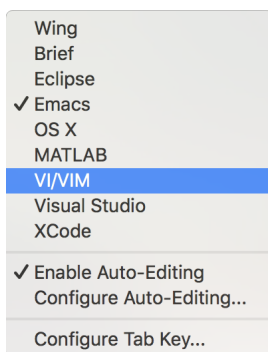 Wing
Brief
Eclipse
✓ Emacs
OS X
MATLAB
VI/VIM
Visual Studio
XCode
✓ Enable Auto-Editing
Configure Auto-Editing...
Configure Tab Key...